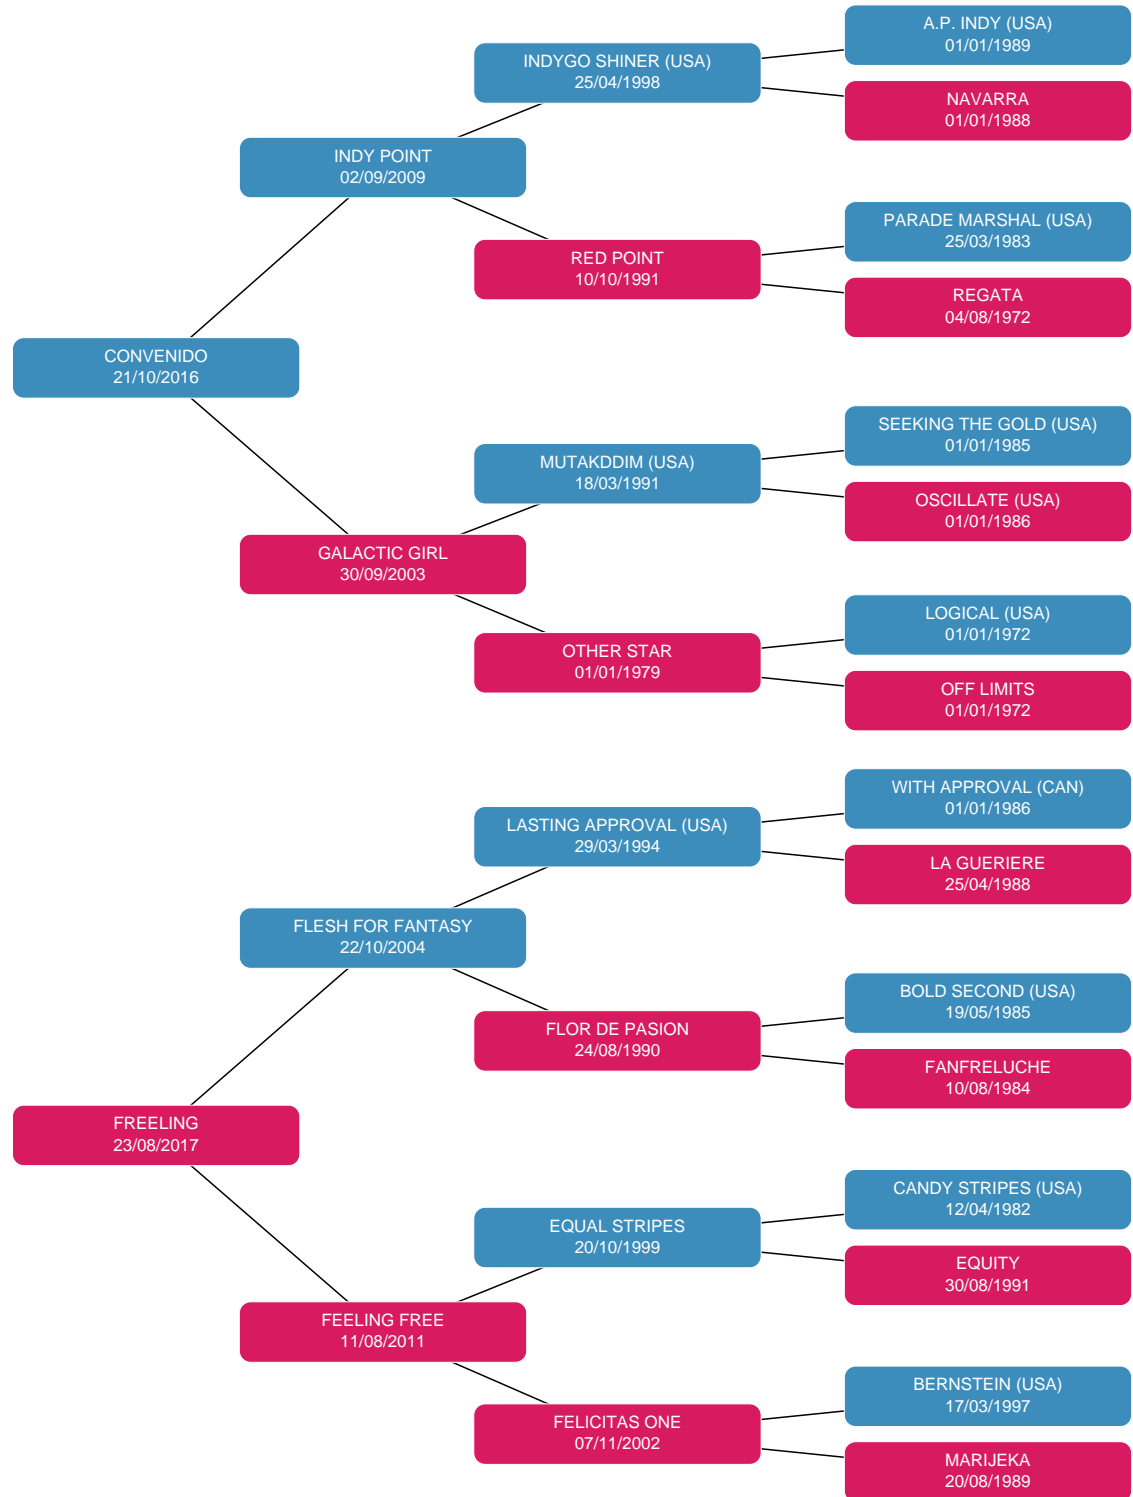 A.P. INDY (USA)
01/01/1989
INDYGO SHINER (USA)
25/04/1998
NAVARRA
01/01/1988
INDY POINT
02/09/2009
PARADE MARSHAL (USA)
25/03/1983
RED POINT
10/10/1991
REGATA
04/08/1972
CONVENIDO
21/10/2016
SEEKING THE GOLD (USA)
01/01/1985
MUTAKDDIM (USA)
18/03/1991
OSCILLATE (USA)
01/01/1986
GALACTIC GIRL
30/09/2003
LOGICAL (USA)
01/01/1972
OTHER STAR
01/01/1979
OFF LIMITS
01/01/1972
WITH APPROVAL (CAN)
01/01/1986
LASTING APPROVAL (USA)
29/03/1994
LA GUERIERE
25/04/1988
FLESH FOR FANTASY
22/10/2004
BOLD SECOND (USA)
19/05/1985
FLOR DE PASION
24/08/1990
FANFRELUCHE
10/08/1984
FREELING
23/08/2017
CANDY STRIPES (USA)
12/04/1982
EQUAL STRIPES
20/10/1999
EQUITY
30/08/1991
FEELING FREE
11/08/2011
BERNSTEIN (USA)
17/03/1997
FELICITAS ONE
07/11/2002
MARIJEKA
20/08/1989